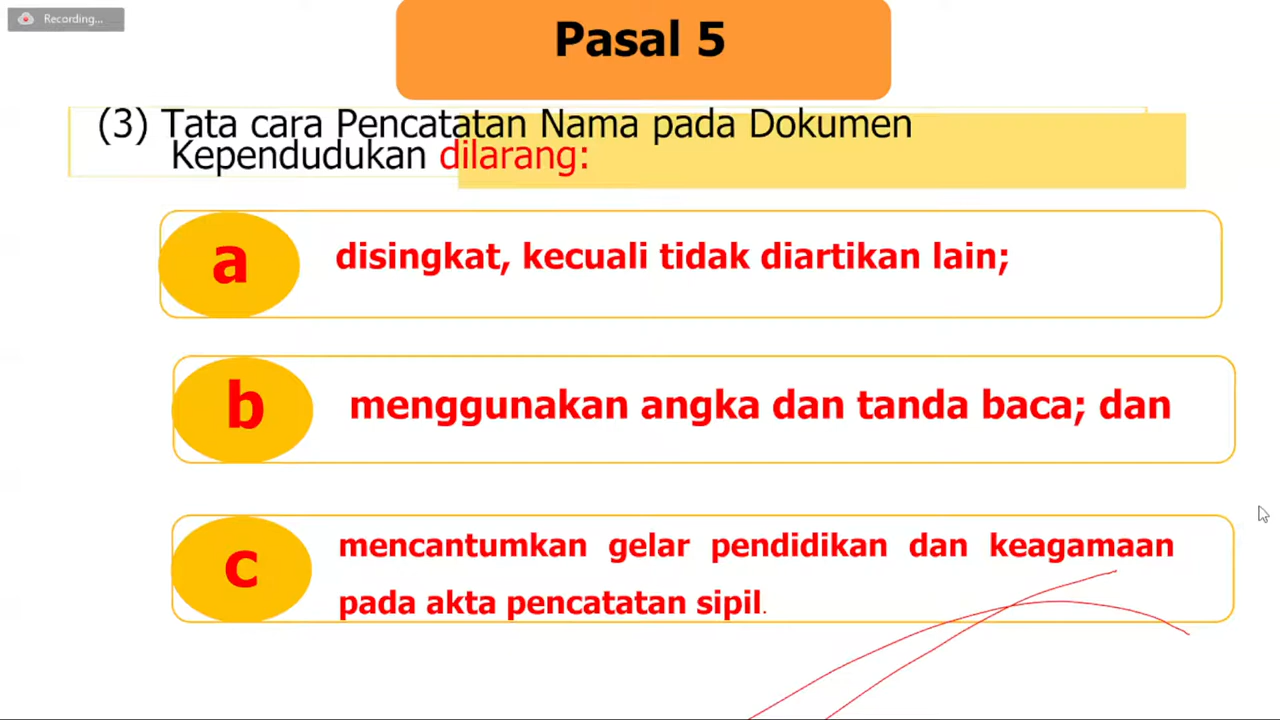 Recording...
Pasal 5
(3) Tata cara Pencatatan Nama pada Dokumen
Kependudukan dilarang:
a
disingkat, kecuali tidak diartikan lain;
b
menggunakan angka dan tanda baca; dan
c
mencantumkan gelar pendidikan dan keagamaan
pada akta pencatatan sipil.